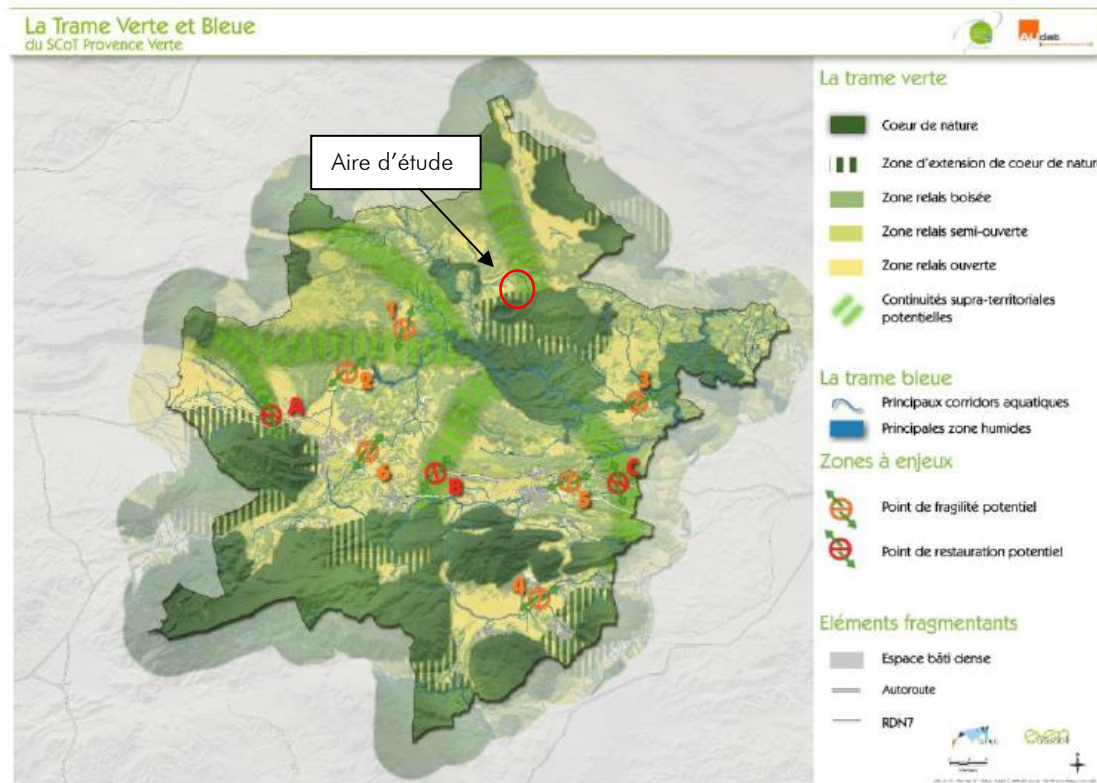 La Trame Verte et Bleue
du SCoT Provence Verte
AUdat
Aire d'étude
1
2
3
A
6
B
5
C
4
La trame verte
Coeur de nature
Zone d'extension de coeur de nature
Zone relais boisée
Zone relais semi-ouverte
Zone relais ouverte
Continuités supra-territoriales
potentielles
La trame bleue
Principaux corridors aquatiques
Principales zone humides
Zones à enjeux
Point de fragilité potentiel
Point de restauration potentiel
Eléments fragmentants
Espace bâti dense
Autoroute
RDN7